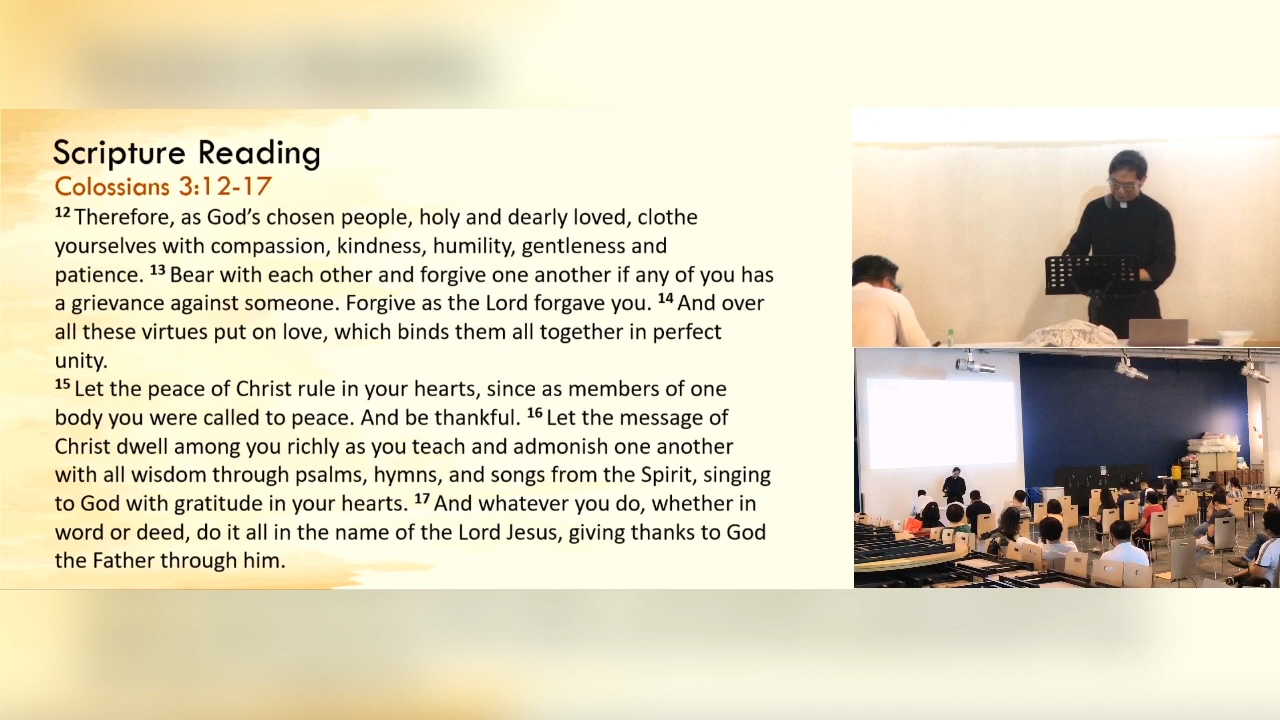 Scripture Reading
Colossians 3:12-17
¹² Therefore, as God’s chosen people, holy and dearly loved, clothe
yourselves with compassion, kindness, humility, gentleness and
patience. ¹³ Bear with each other and forgive one another if any of you has
a grievance against someone. Forgive as the Lord forgave you. ¹⁴ And over
all these virtues put on love, which binds them all together in perfect
unity.
¹⁵ Let the peace of Christ rule in your hearts, since as members of one
body you were called to peace. And be thankful. ¹⁶ Let the message of
Christ dwell among you richly as you teach and admonish one another
with all wisdom through psalms, hymns, and songs from the Spirit, singing
to God with gratitude in your hearts. ¹⁷ And whatever you do, whether in
word or deed, do it all in the name of the Lord Jesus, giving thanks to God
the Father through him.